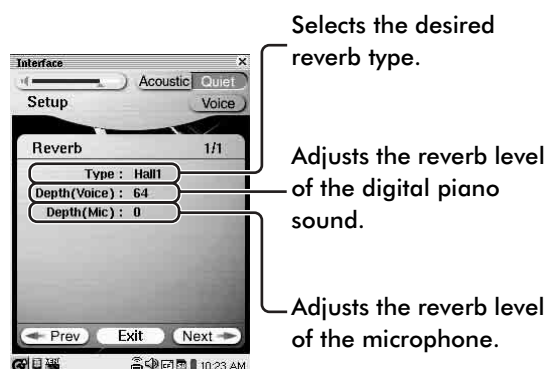 Selects the desired
reverb type.
Interface ×
Acoustic Quiet
Setup Voice
Reverb 1/1
Type : Hall1
Depth(Voice) : 64
Depth(Mic) : 0
Adjusts the reverb level
of the digital piano
sound.
Adjusts the reverb level
of the microphone.
Prev Exit Next
10:23 AM